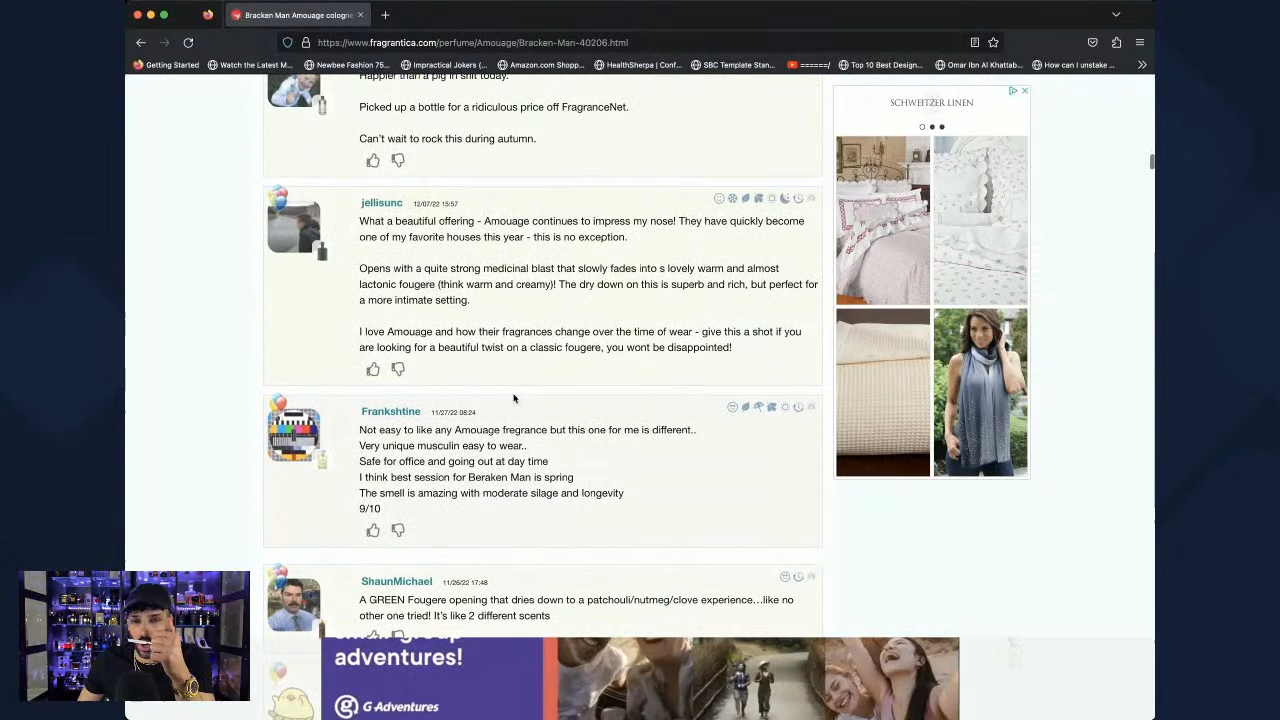 Bracken Man Amouage cologne
https://www.fragrantica.com/perfume/Amouage/Bracken-Man-40206.html
Getting Started
Watch the Latest M...
Newbee Fashion 75...
Impractical Jokers (...
Amazon.com Shopp...
HealthSherpa | Conf...
SBC Template Stan...
======/
Top 10 Best Design...
Omar Ibn Al Khattab...
How can I unstake ...
Happier than a pig in shit today.
Picked up a bottle for a ridiculous price off FragranceNet.
Can't wait to rock this during autumn.
SCHWEITZER LINEN
jellisunc 12/07/22 15:57
What a beautiful offering - Amouage continues to impress my nose! They have quickly become
one of my favorite houses this year - this is no exception.
Opens with a quite strong medicinal blast that slowly fades into s lovely warm and almost
lactonic fougere (think warm and creamy)! The dry down on this is superb and rich, but perfect for
a more intimate setting.
I love Amouage and how their fragrances change over the time of wear - give this a shot if you
are looking for a beautiful twist on a classic fougere, you wont be disappointed!
Frankshtine 11/27/22 08:24
Not easy to like any Amouage fregrance but this one for me is different..
Very unique musculin easy to wear..
Safe for office and going out at day time
I think best session for Beraken Man is spring
The smell is amazing with moderate silage and longevity
9/10
ShaunMichael 11/26/22 17:48
A GREEN Fougere opening that dries down to a patchouli/nutmeg/clove experience…like no
other one tried! It's like 2 different scents
small group
adventures!
G Adventures